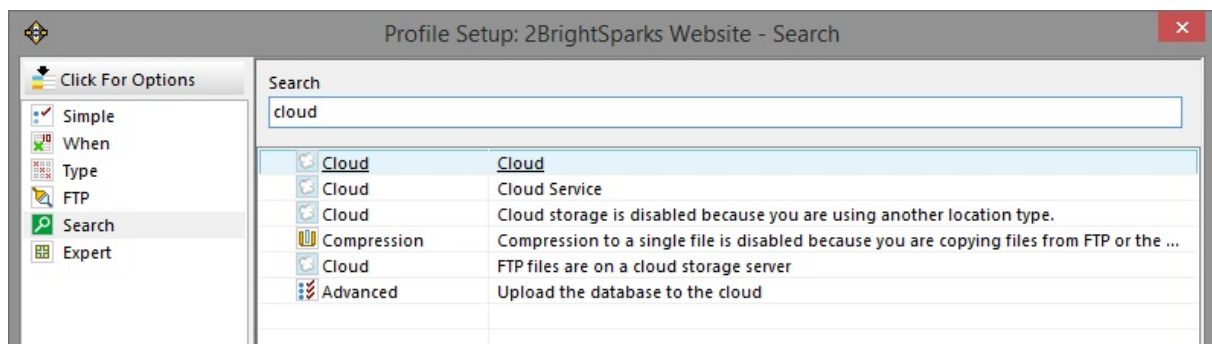 Profile Setup: 2BrightSparks Website - Search
Click For Options
Simple
When
Type
FTP
Search
Expert
Search
cloud
Cloud Cloud
Cloud Cloud Service
Cloud Cloud storage is disabled because you are using another location type.
Compression Compression to a single file is disabled because you are copying files from FTP or the ...
Cloud FTP files are on a cloud storage server
Advanced Upload the database to the cloud